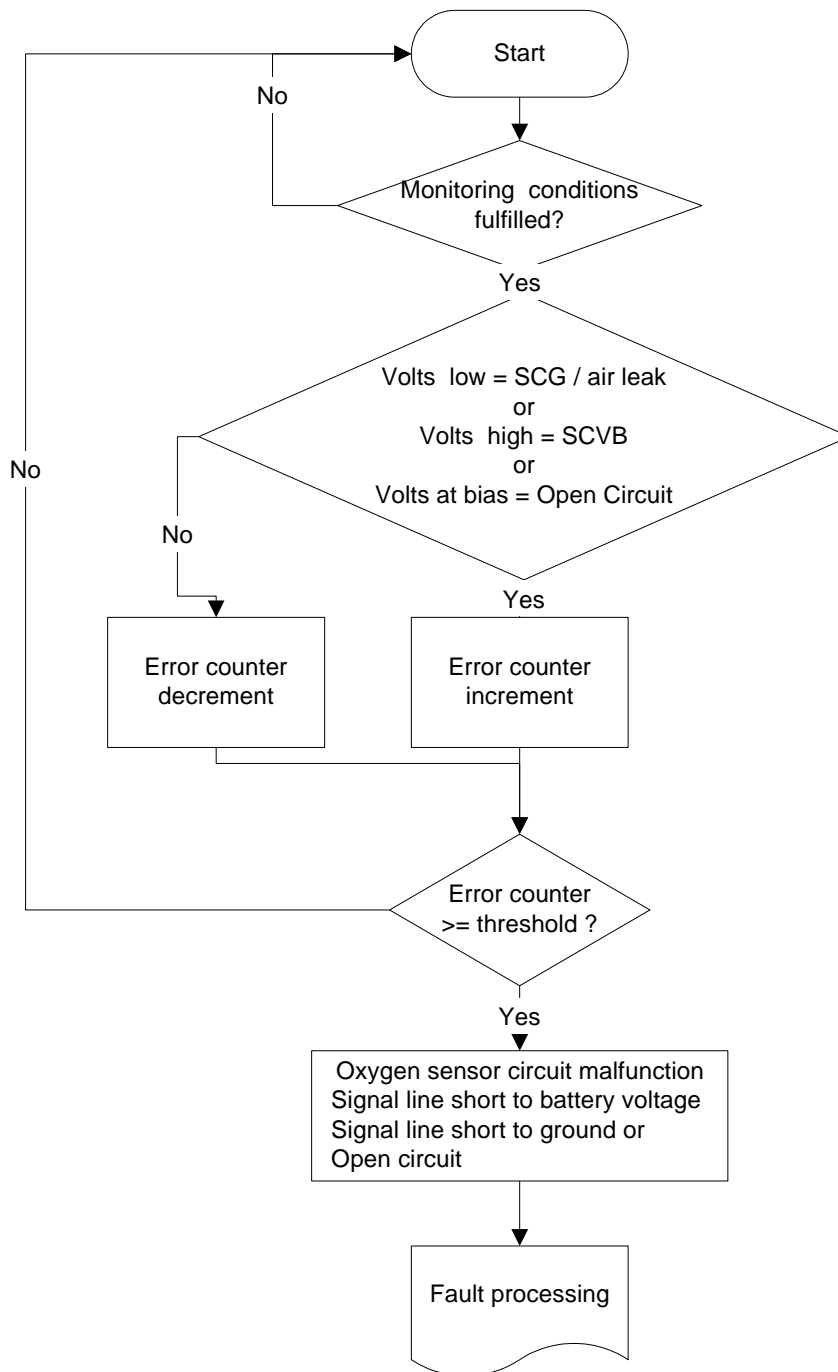 Start
No
Monitoring conditions
fulfilled?
Yes
Volts low = SCG / air leak
or
Volts high = SCVB
or
Volts at bias = Open Circuit
No
No
Yes
Error counter
decrement
Error counter
increment
Error counter
>= threshold ?
Yes
Oxygen sensor circuit malfunction
Signal line short to battery voltage
Signal line short to ground or
Open circuit
Fault processing